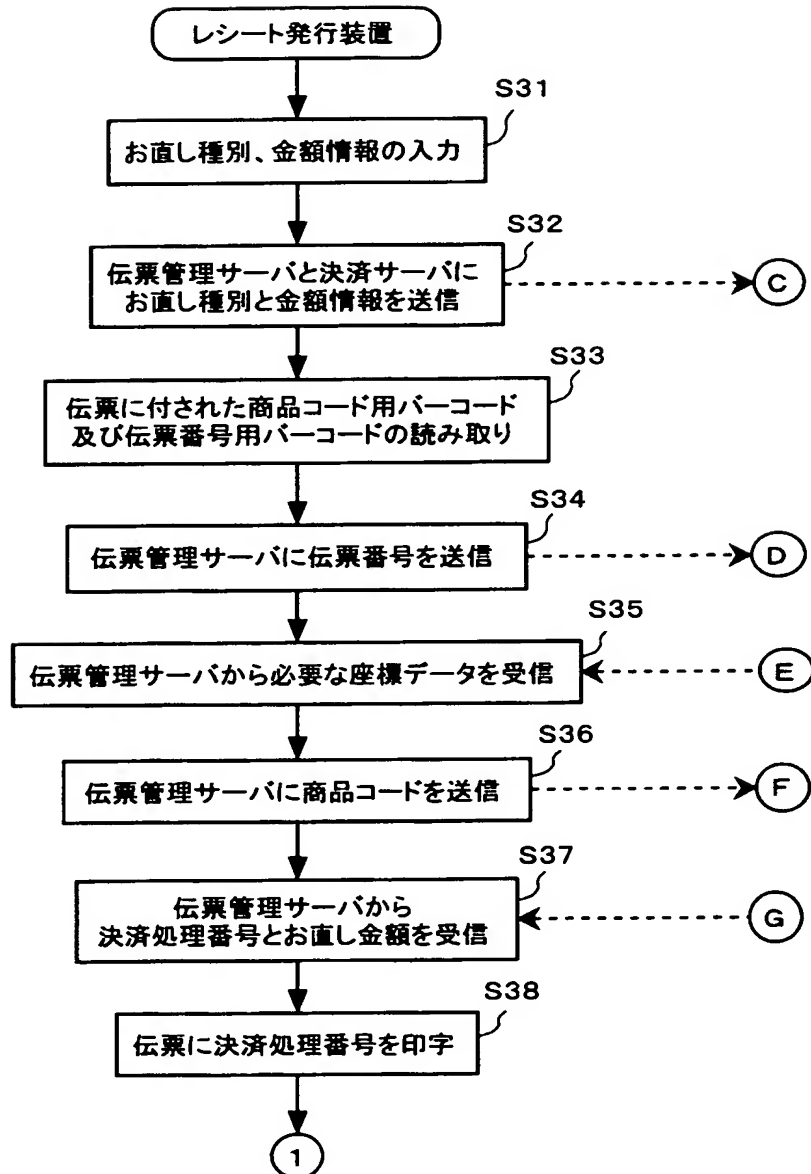 レシート発行装置
S31
お直し種別、金額情報の入力
S32
伝票管理サーバと決済サーバに
お直し種別と金額情報を送信
C
S33
伝票に付された商品コード用バーコード
及び伝票番号用バーコードの読み取り
S34
伝票管理サーバに伝票番号を送信
D
S35
伝票管理サーバから必要な座標データを受信
E
S36
伝票管理サーバに商品コードを送信
F
S37
伝票管理サーバから
決済処理番号とお直し金額を受信
G
S38
伝票に決済処理番号を印字
1